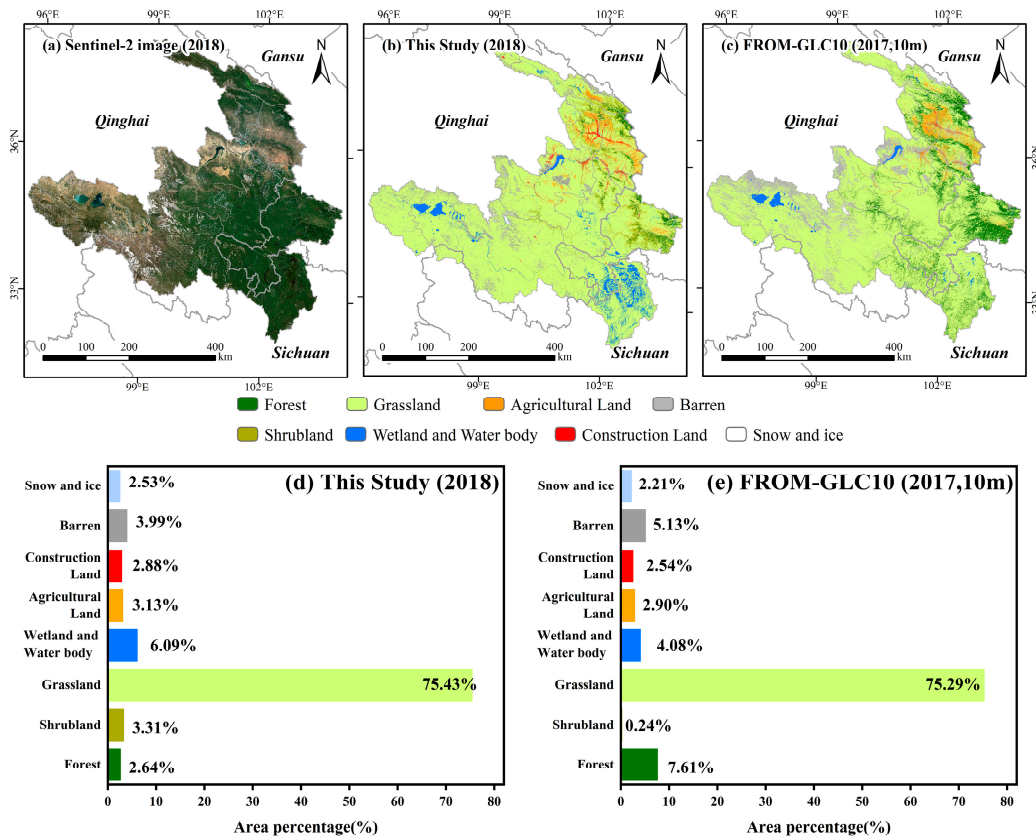 96°E 99°E 102°E 96°E 99°E 102°E 96°E 99°E 102°E
(a) Sentinel-2 image (2018)
Gansu
N
Qinghai
36°N
33°N
0 100 200 400
km
Sichuan
99°E 102°E
(b) This Study (2018)
Gansu
N
Qinghai
0 100 200 400
km
Sichuan
99°E 102°E
(c) FROM-GLC10 (2017,10m)
Gansu
N
Qinghai
0 100 200 400
km
Sichuan
99°E 102°E
Forest Grassland Agricultural Land Barren
Shrubland Wetland and Water body Construction Land Snow and ice
(d) This Study (2018)
Snow and ice 2.53%
Barren 3.99%
Construction
Land 2.88%
Agricultural
Land 3.13%
Wetland and
Water body 6.09%
Grassland 75.43%
Shrubland 3.31%
Forest 2.64%
0 10 20 30 40 50 60 70 80
Area percentage(%)
(e) FROM-GLC10 (2017,10m)
Snow and ice 2.21%
Barren 5.13%
Construction
Land 2.54%
Agricultural
Land 2.90%
Wetland and
Water body 4.08%
Grassland 75.29%
Shrubland 0.24%
Forest 7.61%
0 10 20 30 40 50 60 70 80
Area percentage(%)